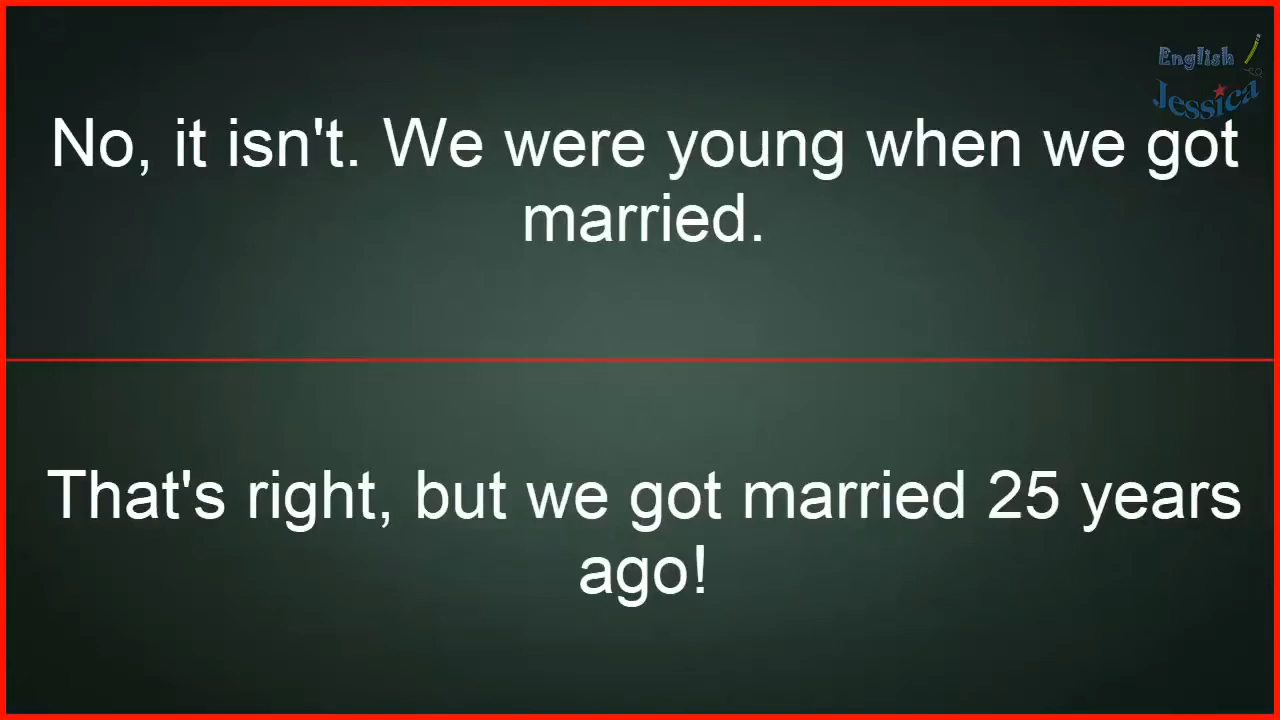 English
Jessica
No, it isn't. We were young when we got
married.
That's right, but we got married 25 years
ago!